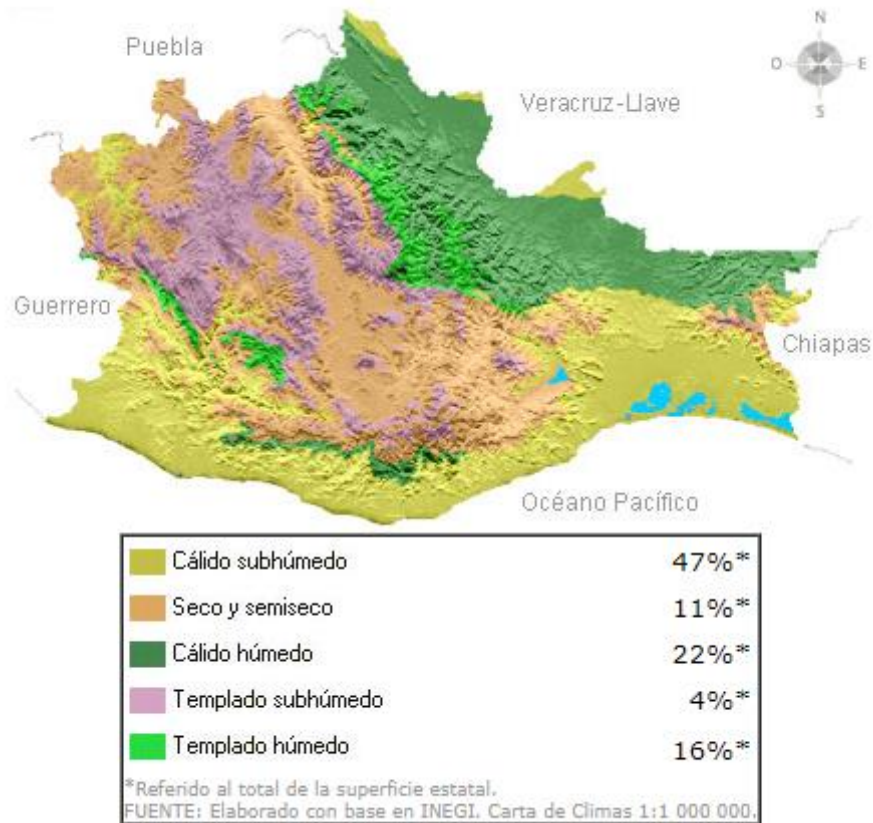 Puebla
N
O E
S
Veracruz-Llave
Guerrero
Chiapas
Océano Pacífico
Cálido subhúmedo 47%*
Seco y semiseco 11%*
Cálido húmedo 22%*
Templado subhúmedo 4%*
Templado húmedo 16%*
*Referido al total de la superficie estatal.
FUENTE: Elaborado con base en INEGI. Carta de Climas 1:1 000 000.